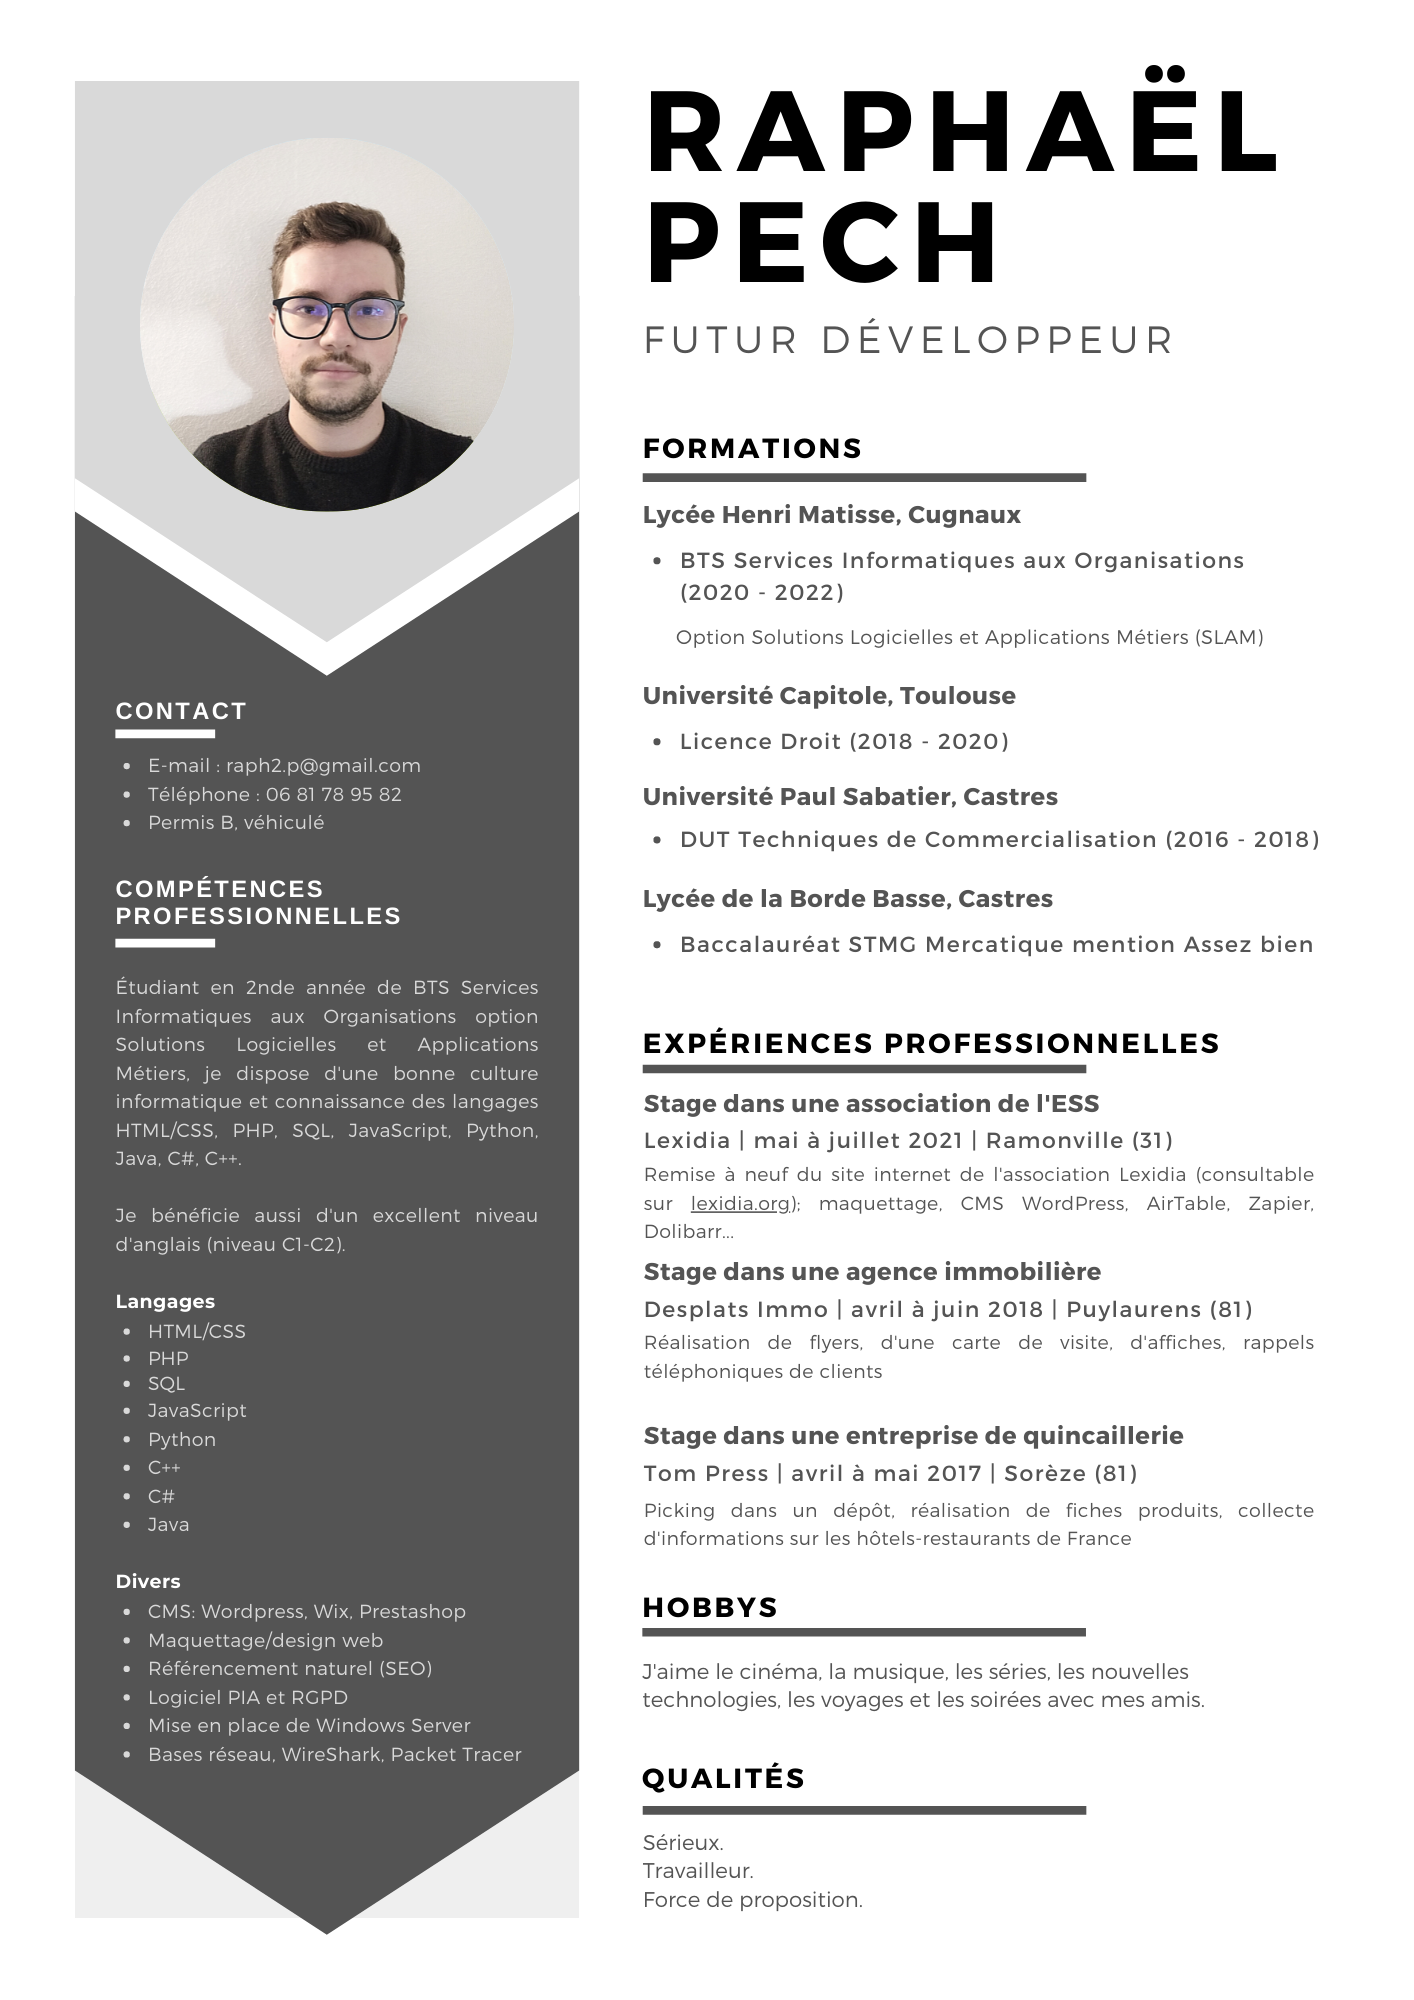 RAPHAËL
PECH
FUTUR DÉVELOPPEUR
CONTACT
E-mail : raph2.p@gmail.com
Téléphone : 06 81 78 95 82
Permis B, véhiculé
COMPÉTENCES
PROFESSIONNELLES
Étudiant en 2nde année de BTS Services
Informatiques aux Organisations option
Solutions Logicielles et Applications
Métiers, je dispose d'une bonne culture
informatique et connaissance des langages
HTML/CSS, PHP, SQL, JavaScript, Python,
Java, C#, C++.
Je bénéficie aussi d'un excellent niveau
d'anglais (niveau C1-C2).
Langages
HTML/CSS
PHP
SQL
JavaScript
Python
C++
C#
Java
Divers
CMS: Wordpress, Wix, Prestashop
Maquettage/design web
Référencement naturel (SEO)
Logiciel PIA et RGPD
Mise en place de Windows Server
Bases réseau, WireShark, Packet Tracer
FORMATIONS
Lycée Henri Matisse, Cugnaux
BTS Services Informatiques aux Organisations
(2020 - 2022)
Option Solutions Logicielles et Applications Métiers (SLAM)
Université Capitole, Toulouse
Licence Droit (2018 - 2020)
Université Paul Sabatier, Castres
DUT Techniques de Commercialisation (2016 - 2018)
Lycée de la Borde Basse, Castres
Baccalauréat STMG Mercatique mention Assez bien
EXPÉRIENCES PROFESSIONNELLES
Stage dans une association de l'ESS
Lexidia | mai à juillet 2021 | Ramonville (31)
Remise à neuf du site internet de l'association Lexidia (consultable
sur lexidia.org); maquettage, CMS WordPress, AirTable, Zapier,
Dolibarr...
Stage dans une agence immobilière
Desplats Immo | avril à juin 2018 | Puylaurens (81)
Réalisation de flyers, d'une carte de visite, d'affiches, rappels
téléphoniques de clients
Stage dans une entreprise de quincaillerie
Tom Press | avril à mai 2017 | Sorèze (81)
Picking dans un dépôt, réalisation de fiches produits, collecte
d'informations sur les hôtels-restaurants de France
HOBBYS
J'aime le cinéma, la musique, les séries, les nouvelles
technologies, les voyages et les soirées avec mes amis.
QUALITÉS
Sérieux.
Travailleur.
Force de proposition.